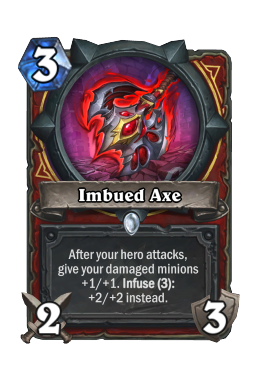 3
Imbued Axe
After your hero attacks,
give your damaged minions
+1/+1. Infuse (3):
+2/+2 instead.
2
3